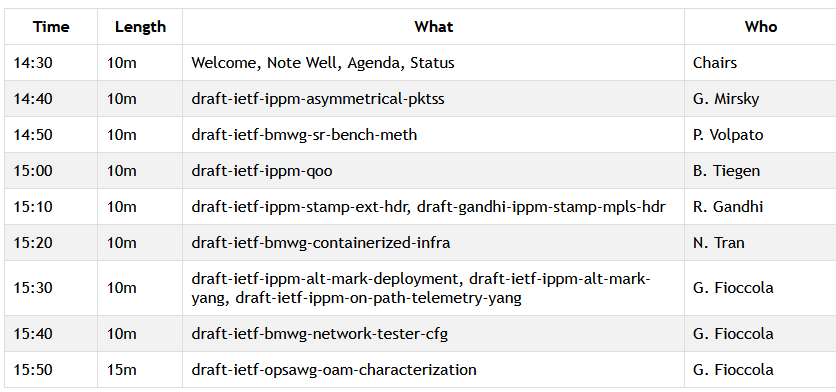 Time Length What Who
14:30 10m Welcome, Note Well, Agenda, Status Chairs
14:40 10m draft-ietf-ippm-asymmetrical-pktss G. Mirsky
14:50 10m draft-ietf-bmwg-sr-bench-meth P. Volpato
15:00 10m draft-ietf-ippm-qoo B. Tiegen
15:10 10m draft-ietf-ippm-stamp-ext-hdr, draft-gandhi-ippm-stamp-mpls-hdr R. Gandhi
15:20 10m draft-ietf-bmwg-containerized-infra N. Tran
15:30 10m draft-ietf-ippm-alt-mark-deployment, draft-ietf-ippm-alt-mark-
yang, draft-ietf-ippm-on-path-telemetry-yang G. Fioccola
15:40 10m draft-ietf-bmwg-network-tester-cfg G. Fioccola
15:50 15m draft-ietf-opsawg-oam-characterization G. Fioccola